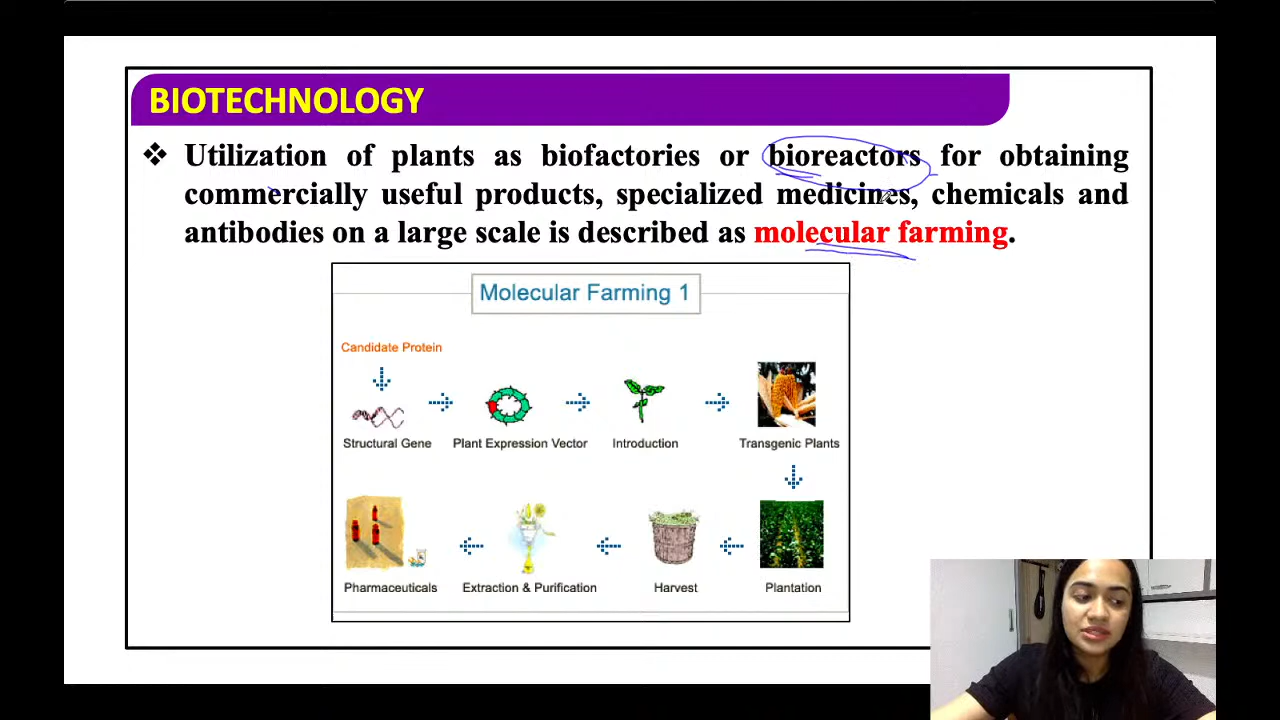 BIOTECHNOLOGY
❖ Utilization of plants as biofactories or bioreactors for obtaining
commercially useful products, specialized medicines, chemicals and
antibodies on a large scale is described as molecular farming.
Molecular Farming 1
Candidate Protein
Structural Gene
Plant Expression Vector
Introduction
Transgenic Plants
Pharmaceuticals
Extraction & Purification
Harvest
Plantation